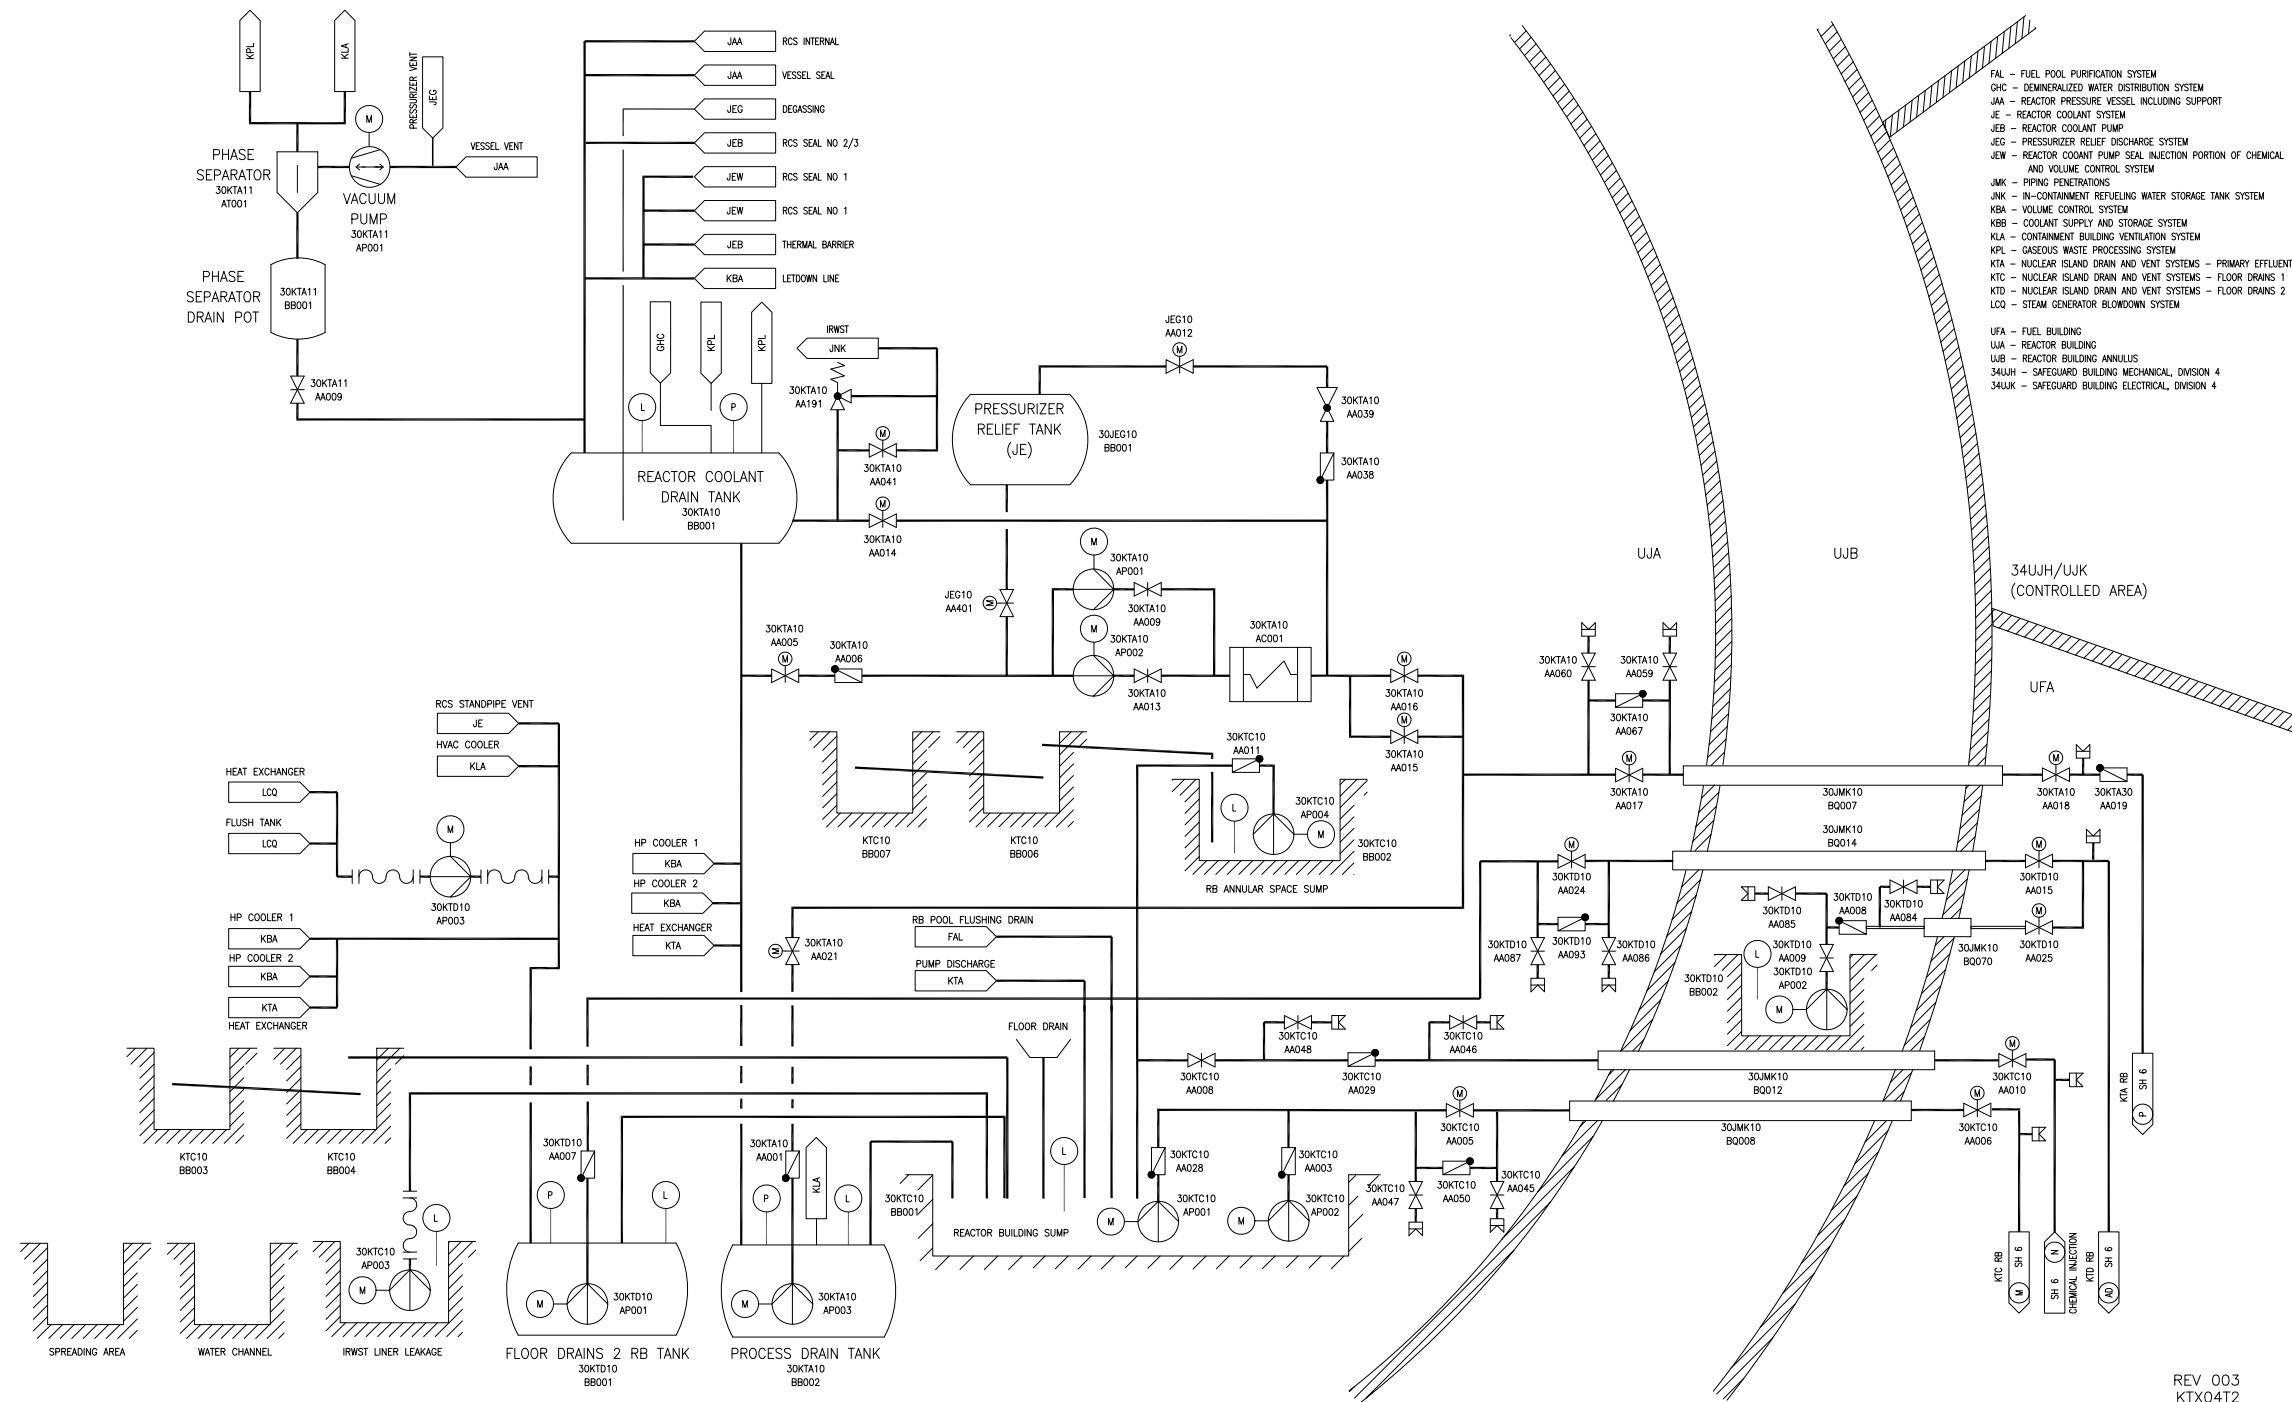 KPL
KLA
PRESSURIZER VENT
JEG
M
VESSEL VENT
JAA
PHASE
SEPARATOR
30KTA11
AT001
VACUUM
PUMP
30KTA11
AP001
PHASE
SEPARATOR
DRAIN POT
30KTA11
BB001
30KTA11
AA009
JAA RCS INTERNAL
JAA VESSEL SEAL
JEG DEGASSING
JEB RCS SEAL NO 2/3
JEW RCS SEAL NO 1
JEW RCS SEAL NO 1
JEB THERMAL BARRIER
KBA LETDOWN LINE
GHC
KPL
KPL
L
P
REACTOR COOLANT
DRAIN TANK
30KTA10
BB001
IRWST
JNK
30KTA10
AA191
M
30KTA10
AA041
M
30KTA10
AA014
PRESSURIZER
RELIEF TANK
(JE)
30JEG10
BB001
JEG10
AA012
M
30KTA10
AA039
30KTA10
AA038
FAL – FUEL POOL PURIFICATION SYSTEM
GHC – DEMINERALIZED WATER DISTRIBUTION SYSTEM
JAA – REACTOR PRESSURE VESSEL INCLUDING SUPPORT
JE – REACTOR COOLANT SYSTEM
JEB – REACTOR COOLANT PUMP
JEG – PRESSURIZER RELIEF DISCHARGE SYSTEM
JEW – REACTOR COOANT PUMP SEAL INJECTION PORTION OF CHEMICAL
AND VOLUME CONTROL SYSTEM
JMK – PIPING PENETRATIONS
JNK – IN–CONTAINMENT REFUELING WATER STORAGE TANK SYSTEM
KBA – VOLUME CONTROL SYSTEM
KBB – COOLANT SUPPLY AND STORAGE SYSTEM
KLA – CONTAINMENT BUILDING VENTILATION SYSTEM
KPL – GASEOUS WASTE PROCESSING SYSTEM
KTA – NUCLEAR ISLAND DRAIN AND VENT SYSTEMS – PRIMARY EFFLUENT
KTC – NUCLEAR ISLAND DRAIN AND VENT SYSTEMS – FLOOR DRAINS 1
KTD – NUCLEAR ISLAND DRAIN AND VENT SYSTEMS – FLOOR DRAINS 2
LCQ – STEAM GENERATOR BLOWDOWN SYSTEM
UFA – FUEL BUILDING
UJA – REACTOR BUILDING
UJB – REACTOR BUILDING ANNULUS
34UJH – SAFEGUARD BUILDING MECHANICAL, DIVISION 4
34UJK – SAFEGUARD BUILDING ELECTRICAL, DIVISION 4
UJA
UJB
34UJH/UJK
(CONTROLLED AREA)
UFA
JEG10
AA401
M
M
30KTA10
AP001
30KTA10
AA009
M
30KTA10
AP002
30KTA10
AA013
30KTA10
AA005
M
30KTA10
AA006
30KTA10
AC001
M
30KTA10
AA016
M
30KTA10
AA015
30KTA10
AA060
30KTA10
AA059
30KTA10
AA067
M
30KTA10
AA017
30JMK10
BQ007
M
30KTA10
AA018
30KTA30
AA019
RCS STANDPIPE VENT
JE
HVAC COOLER
KLA
HEAT EXCHANGER
LCQ
FLUSH TANK
LCQ
M
30KTD10
AP003
HP COOLER 1
KBA
HP COOLER 2
KBA
KTA
HEAT EXCHANGER
HP COOLER 1
KBA
HP COOLER 2
KBA
HEAT EXCHANGER
KTA
M
30KTA10
AA021
KTC10
BB007
KTC10
BB006
30KTC10
AA011
L
30KTC10
AP004
M
30KTC10
BB002
RB ANNULAR SPACE SUMP
RB POOL FLUSHING DRAIN
FAL
PUMP DISCHARGE
KTA
FLOOR DRAIN
30JMK10
BQ014
M
30KTD10
AA024
30KTD10
AA087
30KTD10
AA093
30KTD10
AA086
M
30KTD10
AA015
30KTD10
AA085
30KTD10
AA008
30KTD10
AA084
M
30KTD10
AA025
30JMK10
BQ070
L
30KTD10
AA009
30KTD10
AP002
M
30KTD10
BB002
30KTC10
AA048
30KTC10
AA046
30KTC10
AA008
30KTC10
AA029
30JMK10
BQ012
M
30KTC10
AA010
M
30KTC10
AA005
30JMK10
BQ008
M
30KTC10
AA006
30KTC10
AA047
30KTC10
AA050
30KTC10
AA045
KTC10
BB003
KTC10
BB004
30KTC10
AP003
M
L
SPREADING AREA
WATER CHANNEL
IRWST LINER LEAKAGE
30KTD10
AA007
P
L
M
30KTD10
AP001
FLOOR DRAINS 2 RB TANK
30KTD10
BB001
30KTA10
AA001
P
KLA
L
M
30KTA10
AP003
PROCESS DRAIN TANK
30KTA10
BB002
30KTC10
BB001
REACTOR BUILDING SUMP
L
M
30KTC10
AA028
30KTC10
AP001
M
30KTC10
AA003
30KTC10
AP002
KTA RB
SH 6
P
KTC RB
SH 6
M
SH 6
N
CHEMICAL INJECTION
KTD RB
SH 6
AD
REV 003
KTX04T2